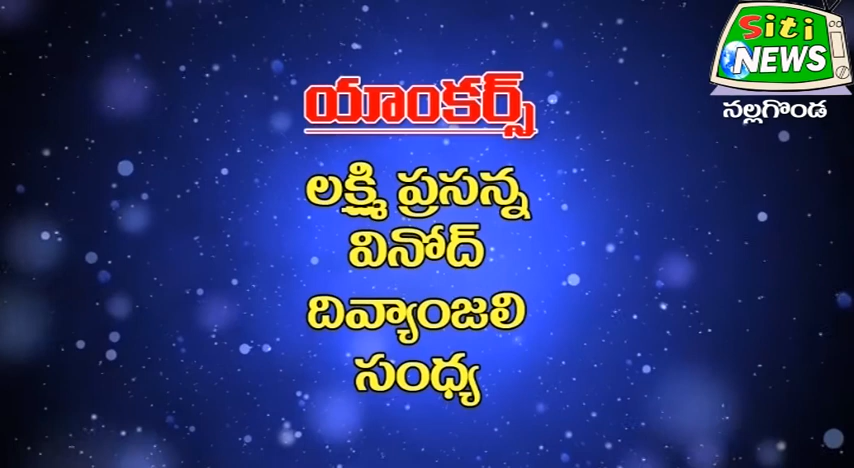 Siti
NEWS
నల్లగొండ
యాంకర్స్
లక్ష్మి ప్రసన్న
వినోద్
దివ్యాంజలి
సంధ్య